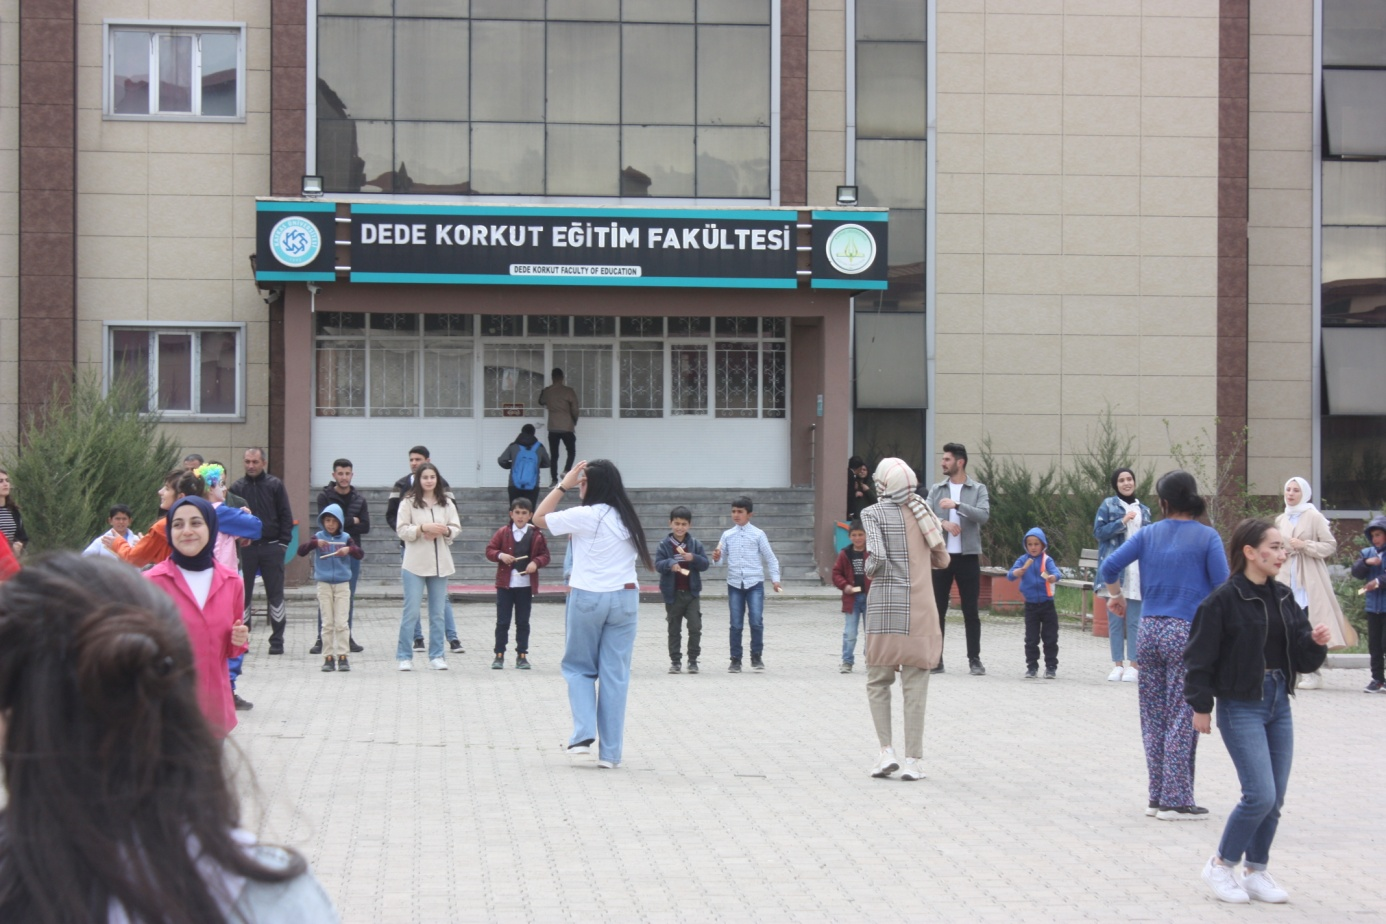 DEDE KORKUT EĞİTİM FAKÜLTESİ
DEDE KORKUT FACULTY OF EDUCATION